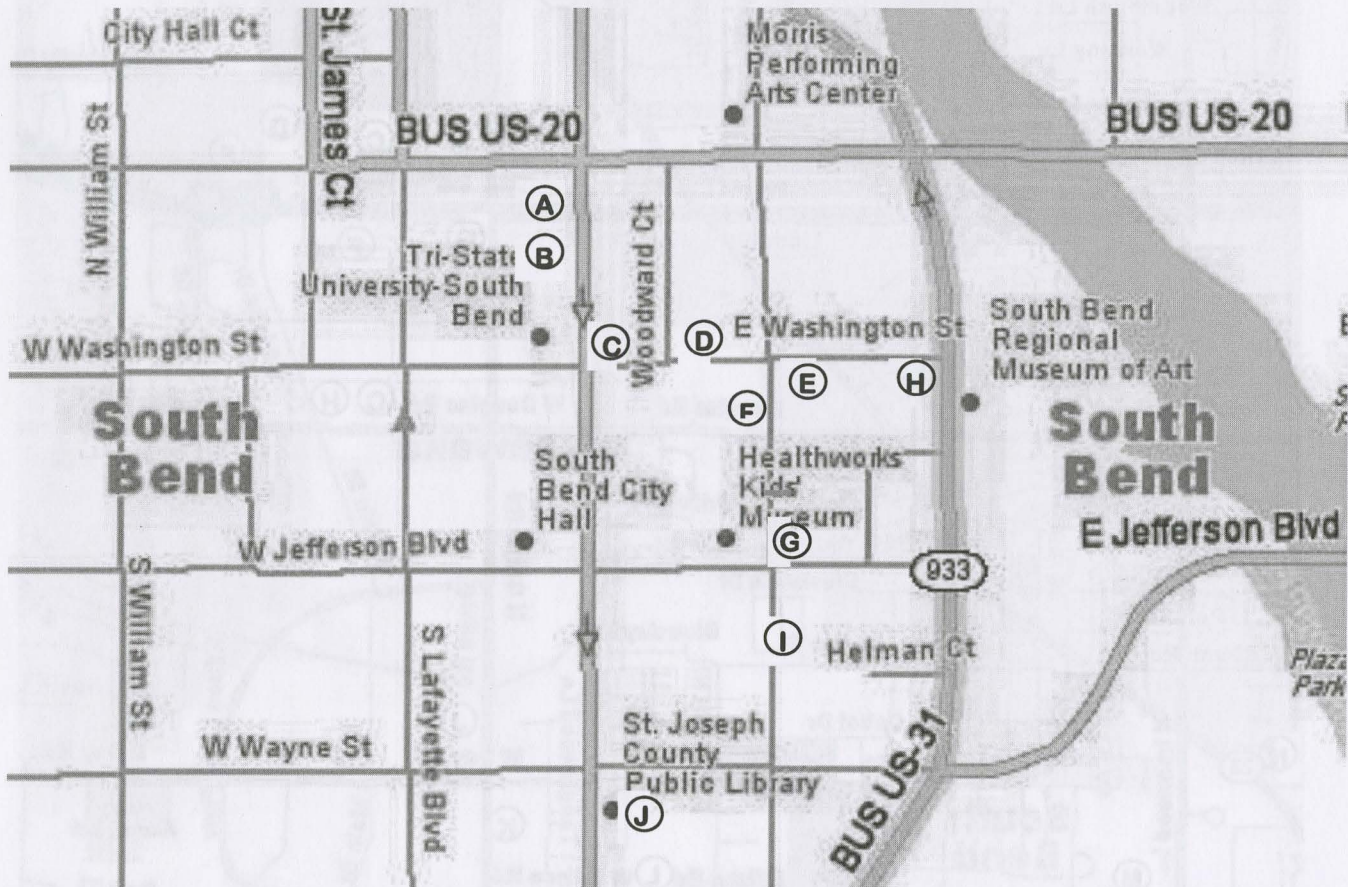 City Hall Ct
St. James Ct
Morris
Performing
Arts Center
N William St
BUS US-20
BUS US-20
A
B
Tri-State
University-South
Bend
Woodward Ct
W Washington St
C
D
E Washington St
E
H
F
South Bend
Regional
Museum of Art
South
Bend
South
Bend
South
Bend City
Hall
Healthworks
Kids'
Museum
G
W Jefferson Blvd
E Jefferson Blvd
933
S William St
S Lafayette Blvd
I
Helman Ct
Plaza
Park
W Wayne St
St. Joseph
County
Public Library
J
BUS US-31